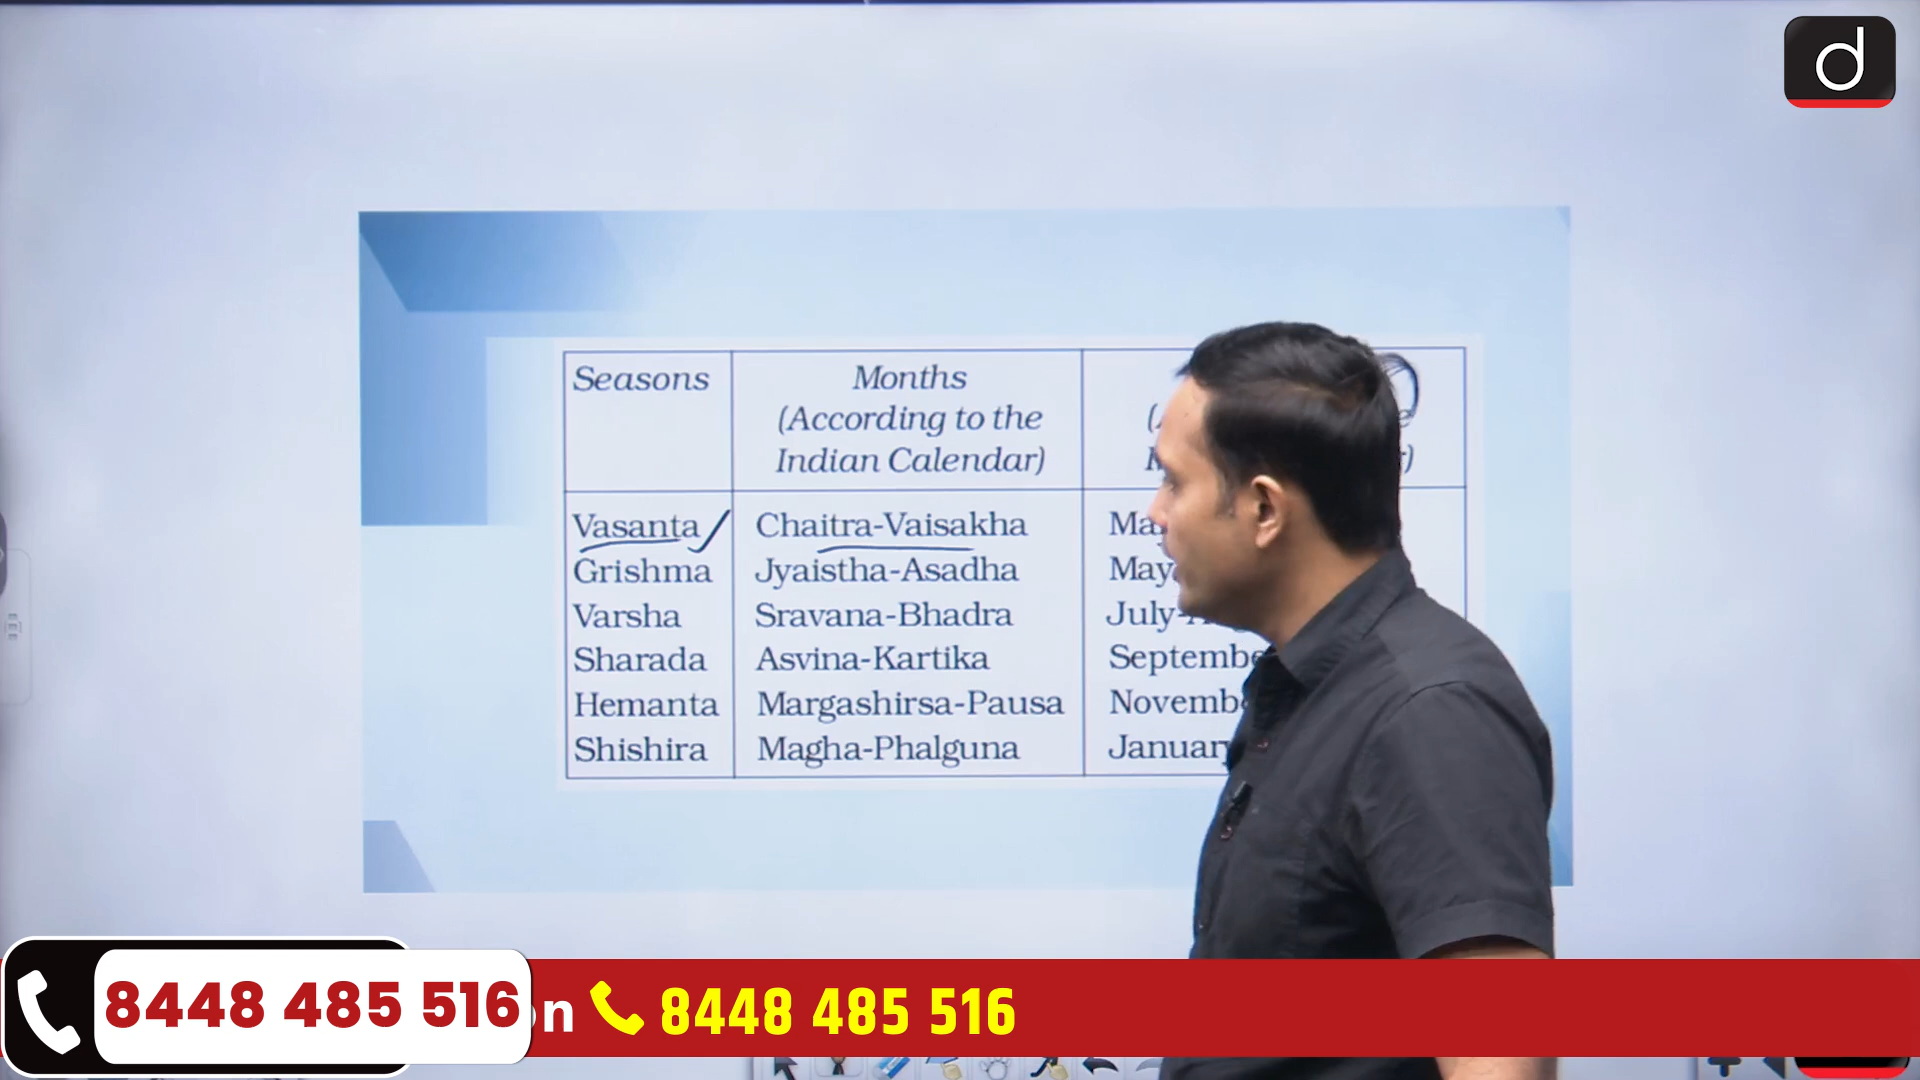 d
Seasons
Months
(According to the
Indian Calendar)
Vasanta Chaitra-Vaisakha
Grishma Jyaistha-Asadha May
Varsha Sravana-Bhadra July-
Sharada Asvina-Kartika
Hemanta Margashirsa-Pausa
Shishira Magha-Phalguna
8448 485 516
8448 485 516